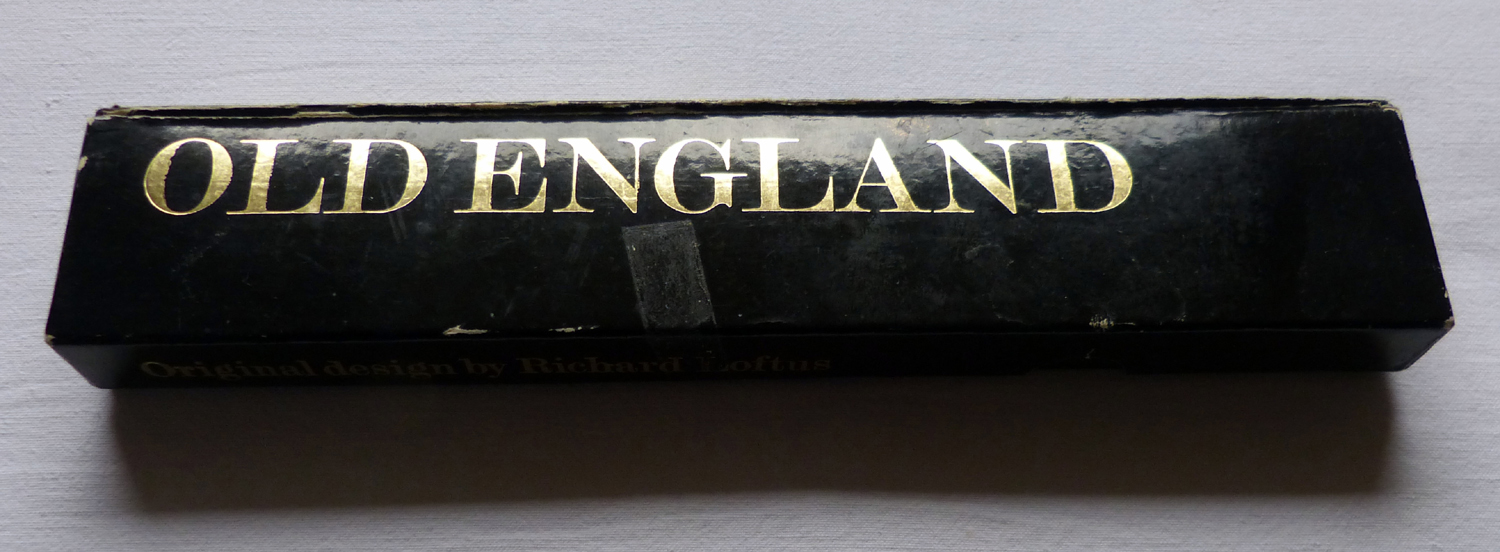 OLD ENGLAND
Original design by Richard Loftus